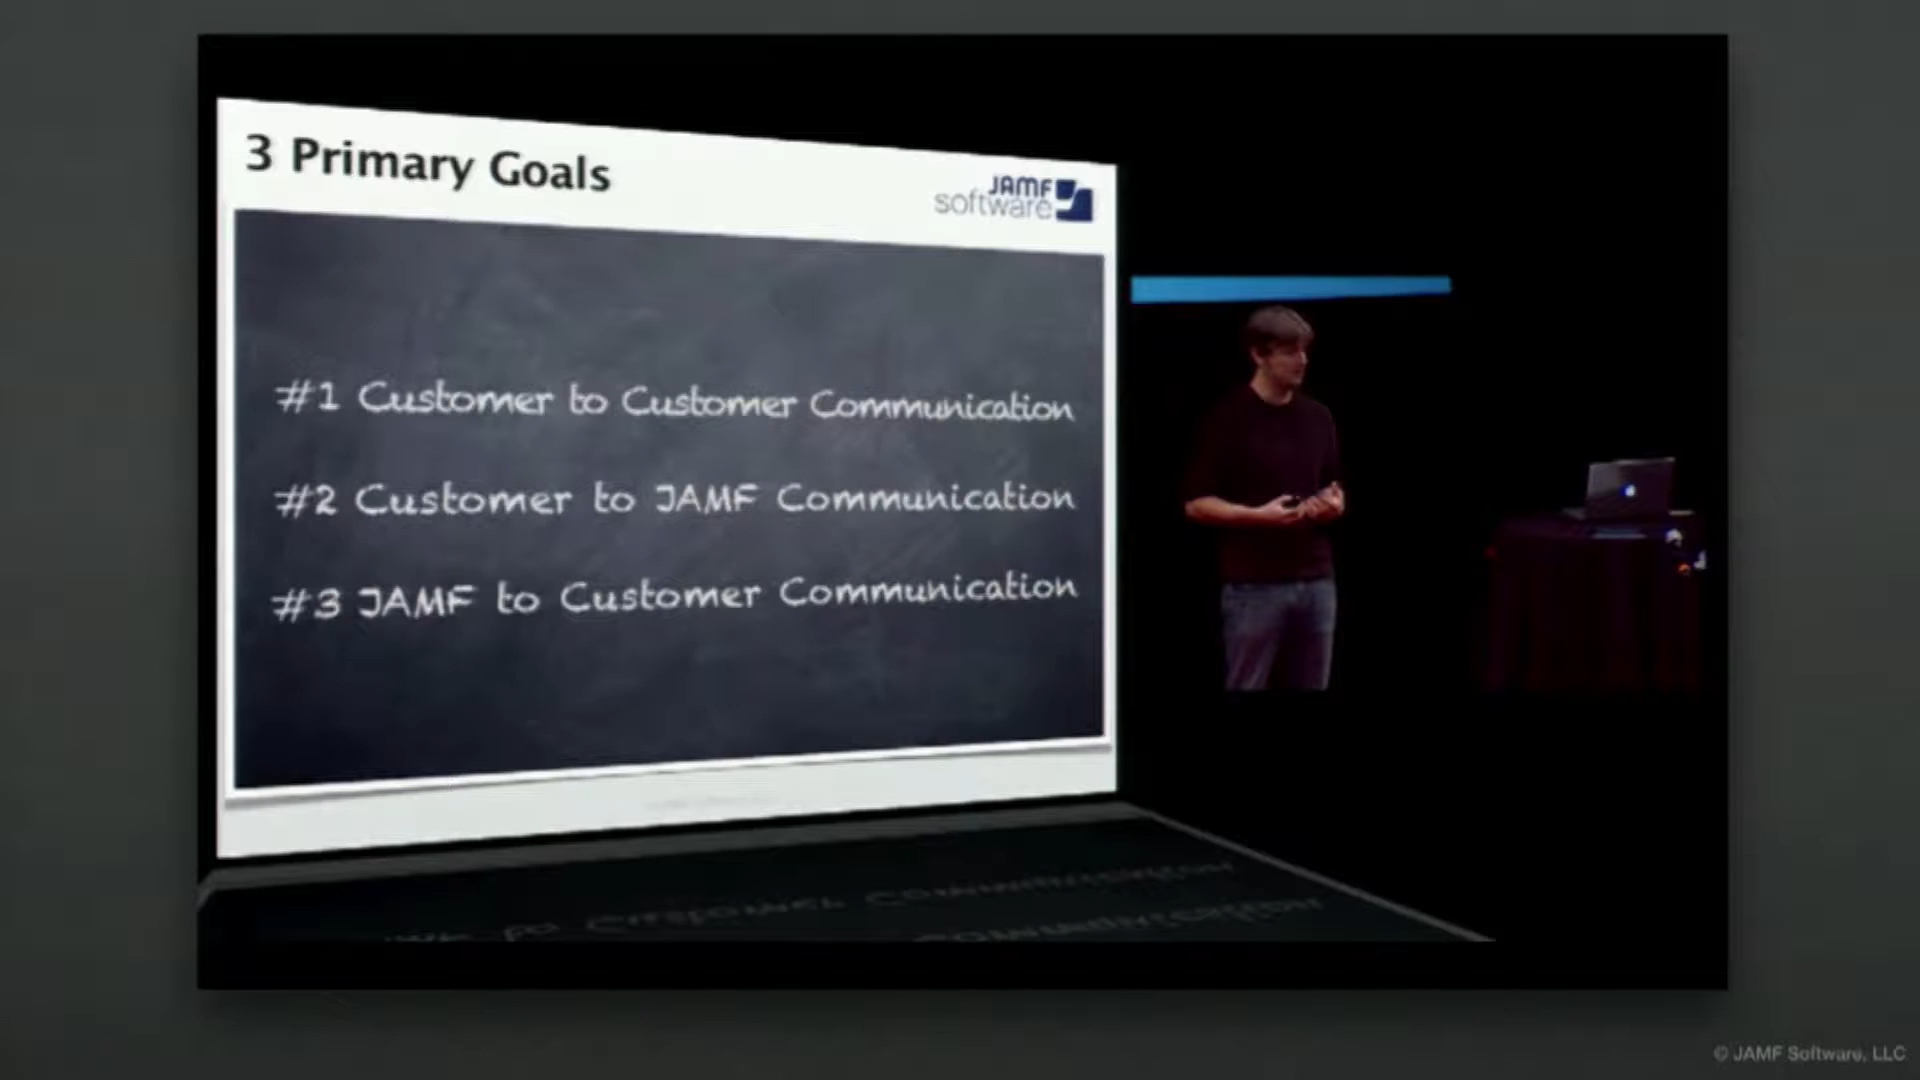 3 Primary Goals
JAMF
software
#1 Customer to Customer Communication
#2 Customer to JAMF Communication
#3 JAMF to Customer Communication
© JAMF Software, LLC